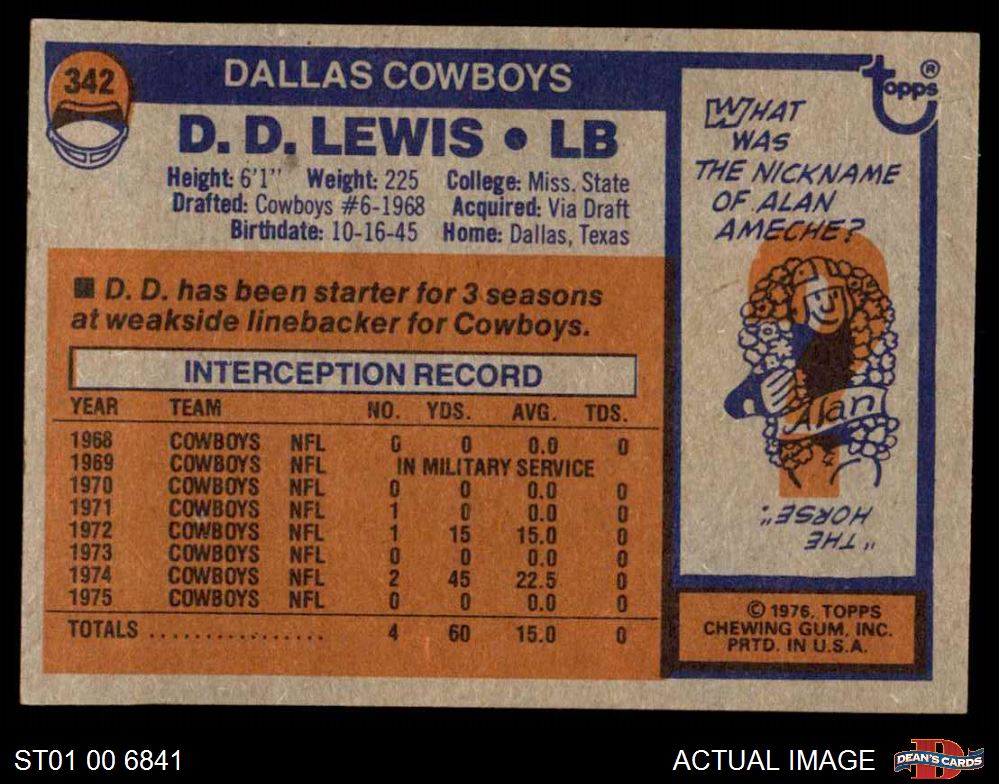 342
DALLAS COWBOYS
D. D. LEWIS • LB
Height: 6'1" Weight: 225 College: Miss. State
Drafted: Cowboys #6-1968 Acquired: Via Draft
Birthdate: 10-16-45 Home: Dallas, Texas
■ D. D. has been starter for 3 seasons
at weakside linebacker for Cowboys.
INTERCEPTION RECORD
YEAR TEAM NO. YDS. AVG. TDS.
1968 COWBOYS NFL 0 0 0.0 0
1969 COWBOYS NFL IN MILITARY SERVICE
1970 COWBOYS NFL 0 0 0.0 0
1971 COWBOYS NFL 1 0 0.0 0
1972 COWBOYS NFL 1 15 15.0 0
1973 COWBOYS NFL 0 0 0.0 0
1974 COWBOYS NFL 2 45 22.5 0
1975 COWBOYS NFL 0 0 0.0 0
TOTALS ................ 4 60 15.0 0
topps®
WHAT
WAS
THE NICKNAME
OF ALAN
AMECHE?
Alan
"THE
HORSE".
© 1976, TOPPS
CHEWING GUM, INC.
PRTD. IN U.S.A.
ST01 00 6841
ACTUAL IMAGE
DEAN'S CARDS